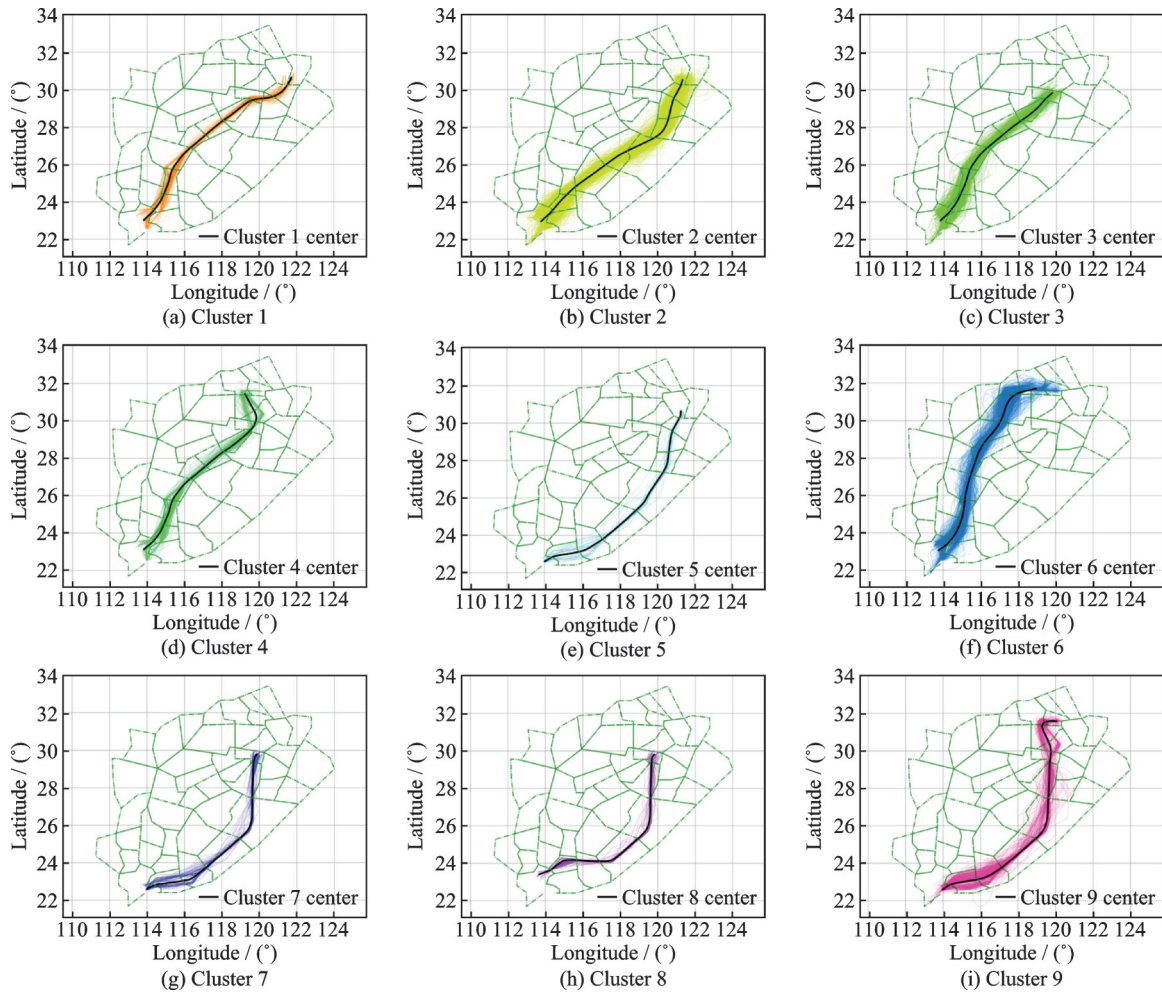 34
32
30
28
26
24
22
Latitude / (°)
Cluster 1 center
110 112 114 116 118 120 122 124
Longitude / (°)
(a) Cluster 1
34
32
30
28
26
24
22
Latitude / (°)
Cluster 2 center
110 112 114 116 118 120 122 124
Longitude / (°)
(b) Cluster 2
34
32
30
28
26
24
22
Latitude / (°)
Cluster 3 center
110 112 114 116 118 120 122 124
Longitude / (°)
(c) Cluster 3
34
32
30
28
26
24
22
Latitude / (°)
Cluster 4 center
110 112 114 116 118 120 122 124
Longitude / (°)
(d) Cluster 4
34
32
30
28
26
24
22
Latitude / (°)
Cluster 5 center
110 112 114 116 118 120 122 124
Longitude / (°)
(e) Cluster 5
34
32
30
28
26
24
22
Latitude / (°)
Cluster 6 center
110 112 114 116 118 120 122 124
Longitude / (°)
(f) Cluster 6
34
32
30
28
26
24
22
Latitude / (°)
Cluster 7 center
110 112 114 116 118 120 122 124
Longitude / (°)
(g) Cluster 7
34
32
30
28
26
24
22
Latitude / (°)
Cluster 8 center
110 112 114 116 118 120 122 124
Longitude / (°)
(h) Cluster 8
34
32
30
28
26
24
22
Latitude / (°)
Cluster 9 center
110 112 114 116 118 120 122 124
Longitude / (°)
(i) Cluster 9